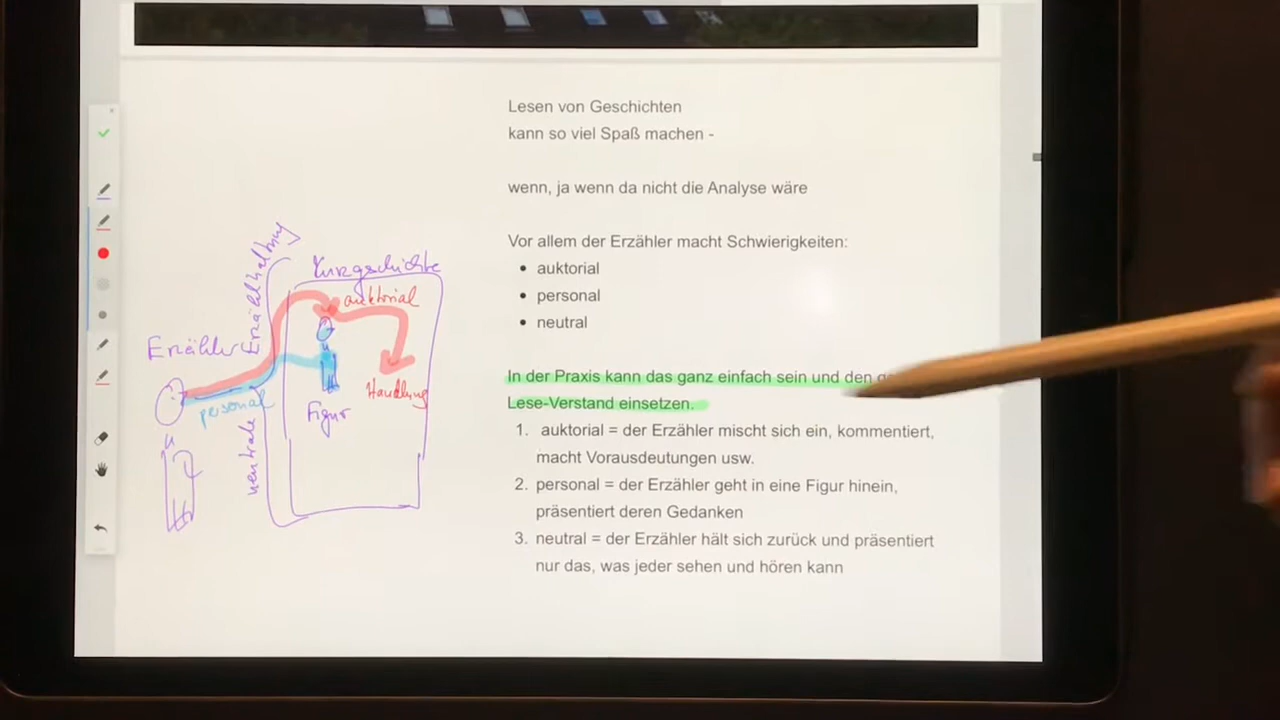 Lesen von Geschichten
kann so viel Spaß machen -
wenn, ja wenn da nicht die Analyse wäre
Vor allem der Erzähler macht Schwierigkeiten:
• auktorial
• personal
• neutral
In der Praxis kann das ganz einfach sein und den
Lese-Verstand einsetzen.
1. auktorial = der Erzähler mischt sich ein, kommentiert,
macht Vorausdeutungen usw.
2. personal = der Erzähler geht in eine Figur hinein,
präsentiert deren Gedanken
3. neutral = der Erzähler hält sich zurück und präsentiert
nur das, was jeder sehen und hören kann
Kurzgeschichte
Erzählhaltung
auktorial
Erzähler
Handlung
personal
Figur
neutrale